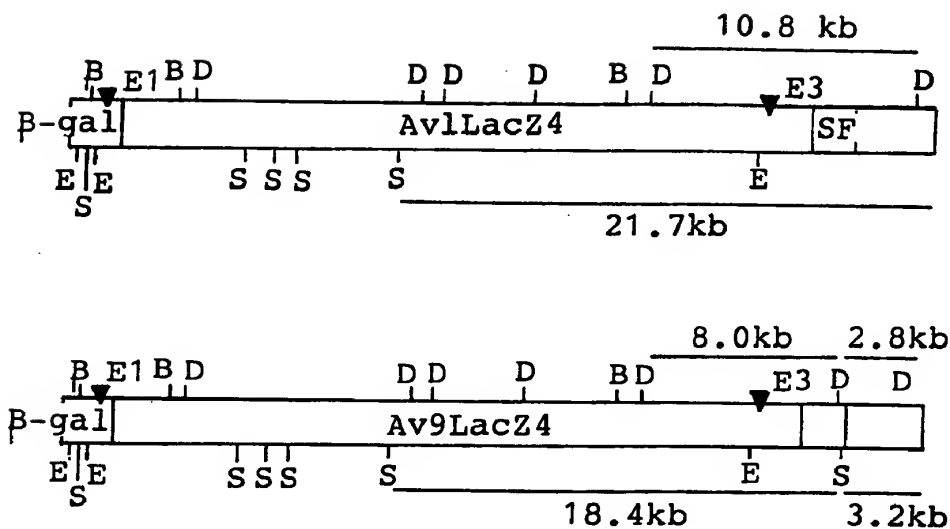 10.8 kb
B E1 B D D D D B D E3 D
β-gal Av1LacZ4 SF
E S E S S S S E
21.7kb
8.0kb 2.8kb
B E1 B D D D D B D E3 D D
β-gal Av9LacZ4
E S E S S S S E S
18.4kb 3.2kb